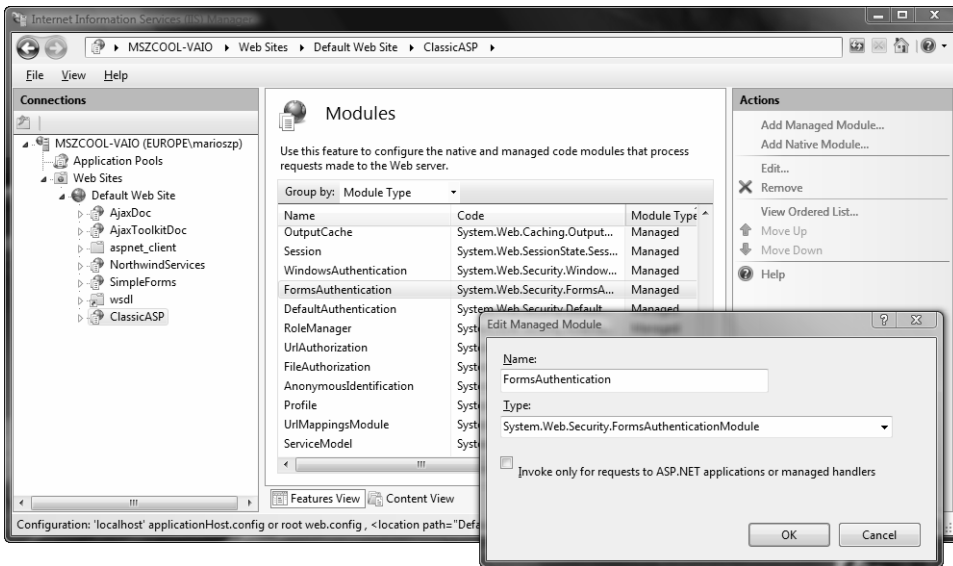 Internet Information Services (IIS) Manager
MSZCOOL-VAIO Web Sites Default Web Site ClassicASP
File View Help
Connections
MSZCOOL-VAIO (EUROPE\marioszp)
Application Pools
Web Sites
Default Web Site
AjaxDoc
AjaxToolkitDoc
aspnet_client
NorthwindServices
SimpleForms
wsdl
ClassicASP
Modules
Use this feature to configure the native and managed code modules that process
requests made to the Web server.
Group by: Module Type
Name Code Module Type
OutputCache System.Web.Caching.Output... Managed
Session System.Web.SessionState.Sess... Managed
WindowsAuthentication System.Web.Security.Window... Managed
FormsAuthentication System.Web.Security.FormsA... Managed
DefaultAuthentication System.Web.Security.Default... Managed
RoleManager Syst Managed
UrlAuthorization Syst
FileAuthorization Syst
AnonymousIdentification Syst
Profile Syst
UrlMappingsModule Syst
ServiceModel Syst
Features View Content View
Configuration: 'localhost' applicationHost.config or root web.config , <location path="Defa
Actions
Add Managed Module...
Add Native Module...
Edit...
Remove
View Ordered List...
Move Up
Move Down
Help
Edit Managed Module
Name:
FormsAuthentication
Type:
System.Web.Security.FormsAuthenticationModule
Invoke only for requests to ASP.NET applications or managed handlers
OK Cancel